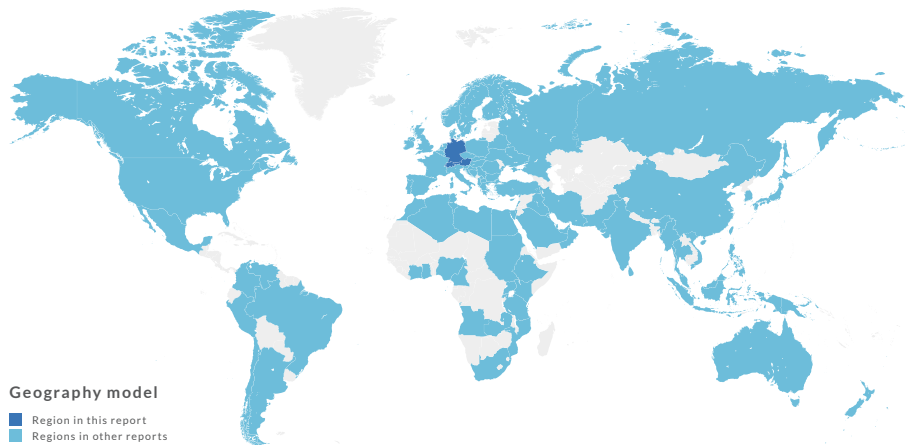 Geography model
Region in this report
Regions in other reports